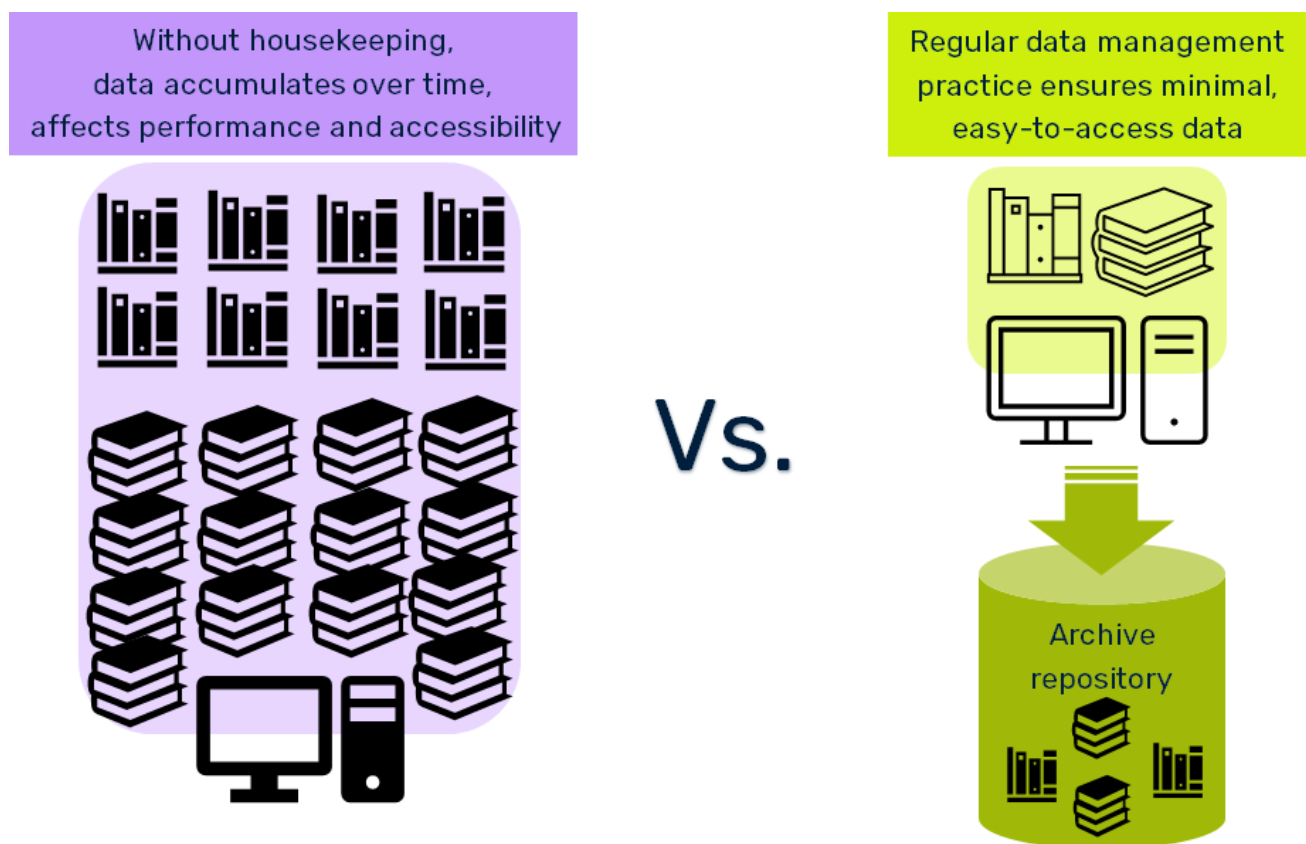 Without housekeeping,
data accumulates over time,
affects performance and accessibility
Regular data management
practice ensures minimal,
easy-to-access data
Vs.
Archive
repository